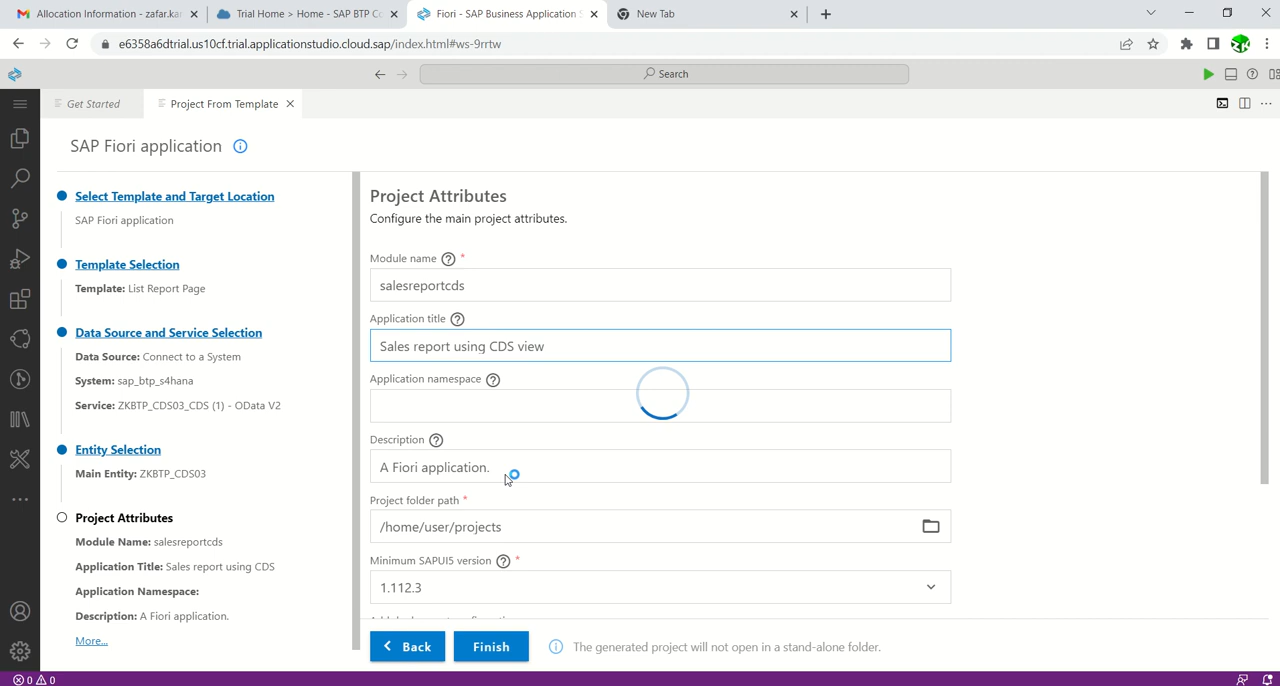 Allocation Information - zafar.kar
Trial Home > Home - SAP BTP Co
Fiori - SAP Business Application S
New Tab
e6358a6dtrial.us10cf.trial.applicationstudio.cloud.sap/index.html#ws-9rrtw
ZK
Search
Get Started
Project From Template
SAP Fiori application
Select Template and Target Location
SAP Fiori application
Template Selection
Template: List Report Page
Data Source and Service Selection
Data Source: Connect to a System
System: sap_btp_s4hana
Service: ZKBTP_CDS03_CDS (1) - OData V2
Entity Selection
Main Entity: ZKBTP_CDS03
Project Attributes
Module Name: salesreportcds
Application Title: Sales report using CDS
Application Namespace:
Description: A Fiori application.
More...
Project Attributes
Configure the main project attributes.
Module name *
salesreportcds
Application title
Sales report using CDS view
Application namespace
Description
A Fiori application.
Project folder path *
/home/user/projects
Minimum SAPUI5 version *
1.112.3
Back
Finish
The generated project will not open in a stand-alone folder.
0 0